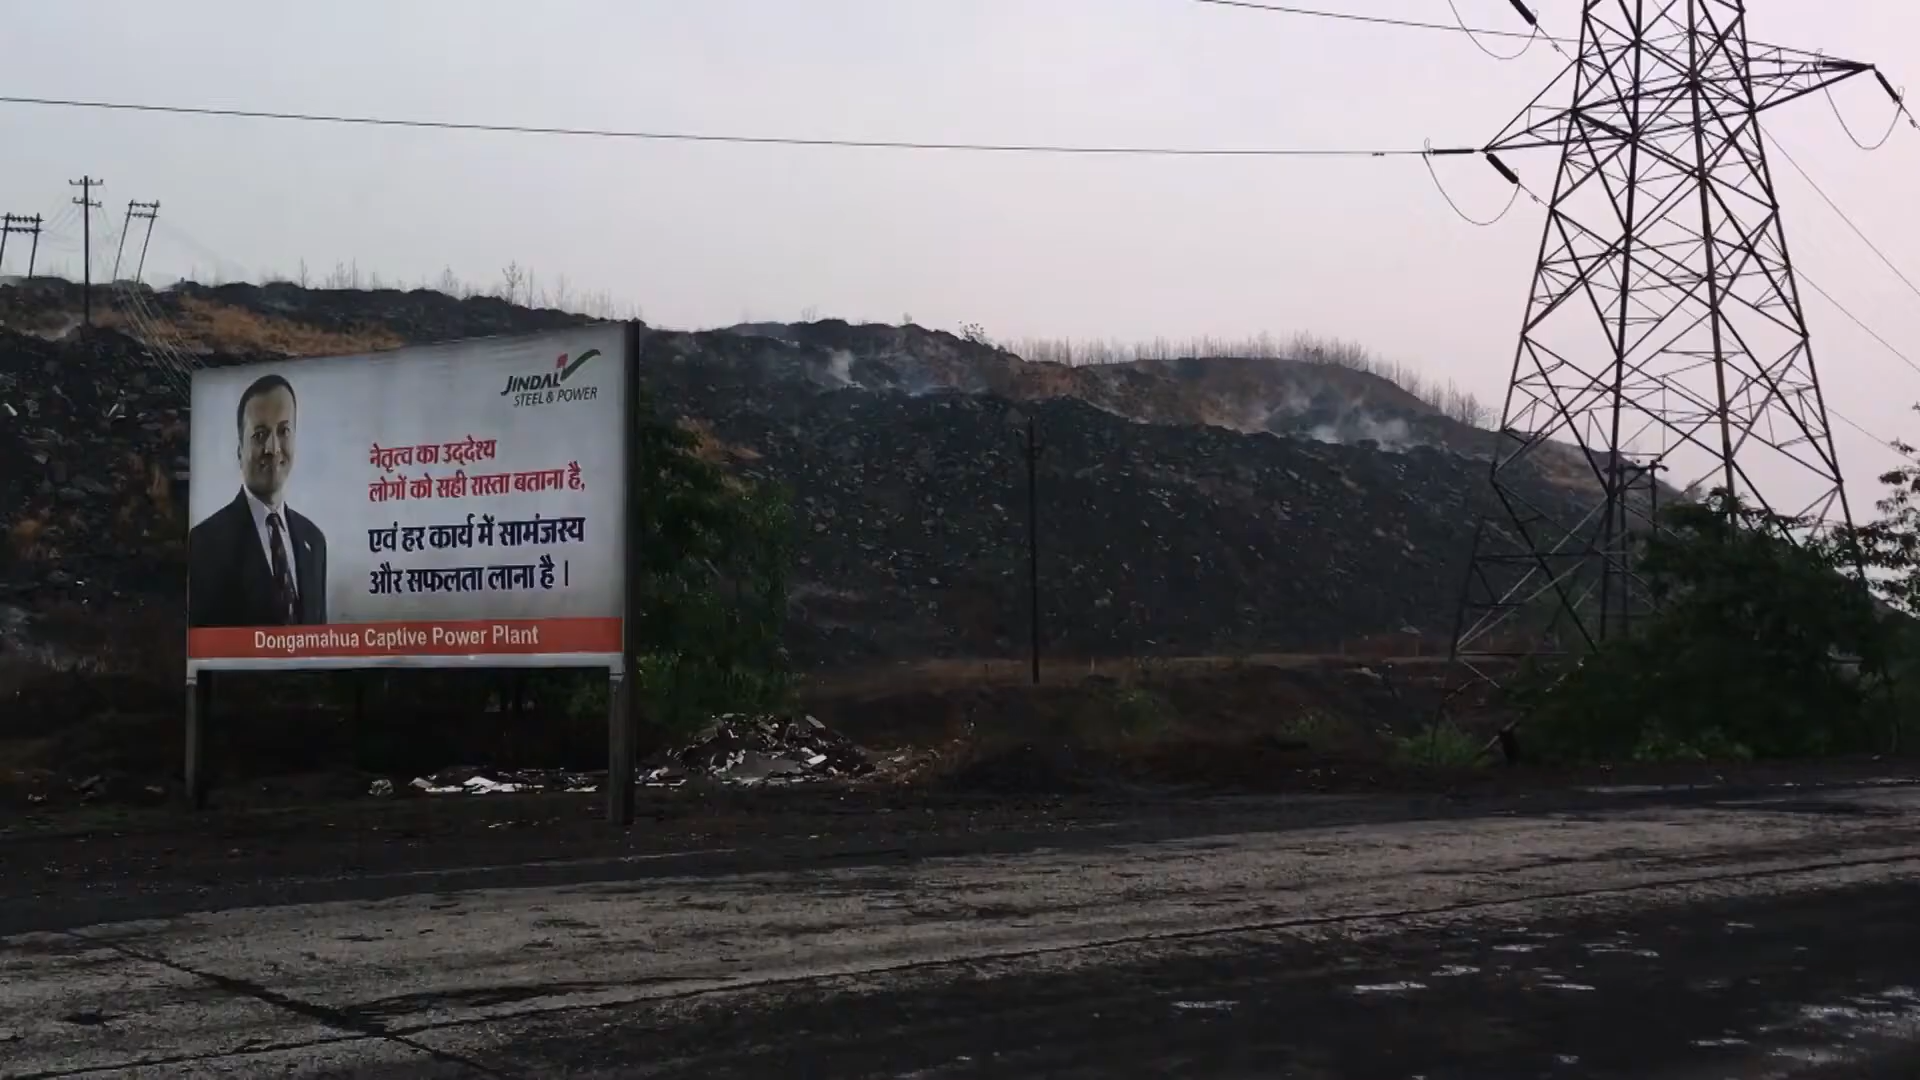 JINDAL
STEEL & POWER
नेतृत्व का उद्देश्य
लोगों को सही रास्ता बताना है,
एवं हर कार्य में सामंजस्य
और सफलता लाना है ।
Dongamahua Captive Power Plant